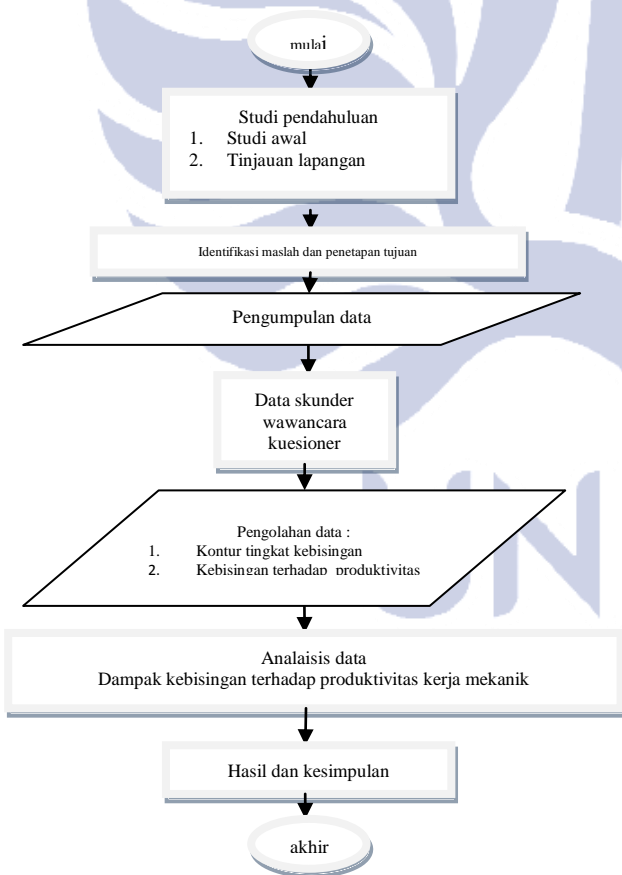 mulai
Studi pendahuluan
1. Studi awal
2. Tinjauan lapangan
Identifikasi maslah dan penetapan tujuan
Pengumpulan data
Data skunder
wawancara
kuesioner
Pengolahan data :
1. Kontur tingkat kebisingan
2. Kebisingan terhadap produktivitas
Analaisis data
Dampak kebisingan terhadap produktivitas kerja mekanik
Hasil dan kesimpulan
akhir
UN